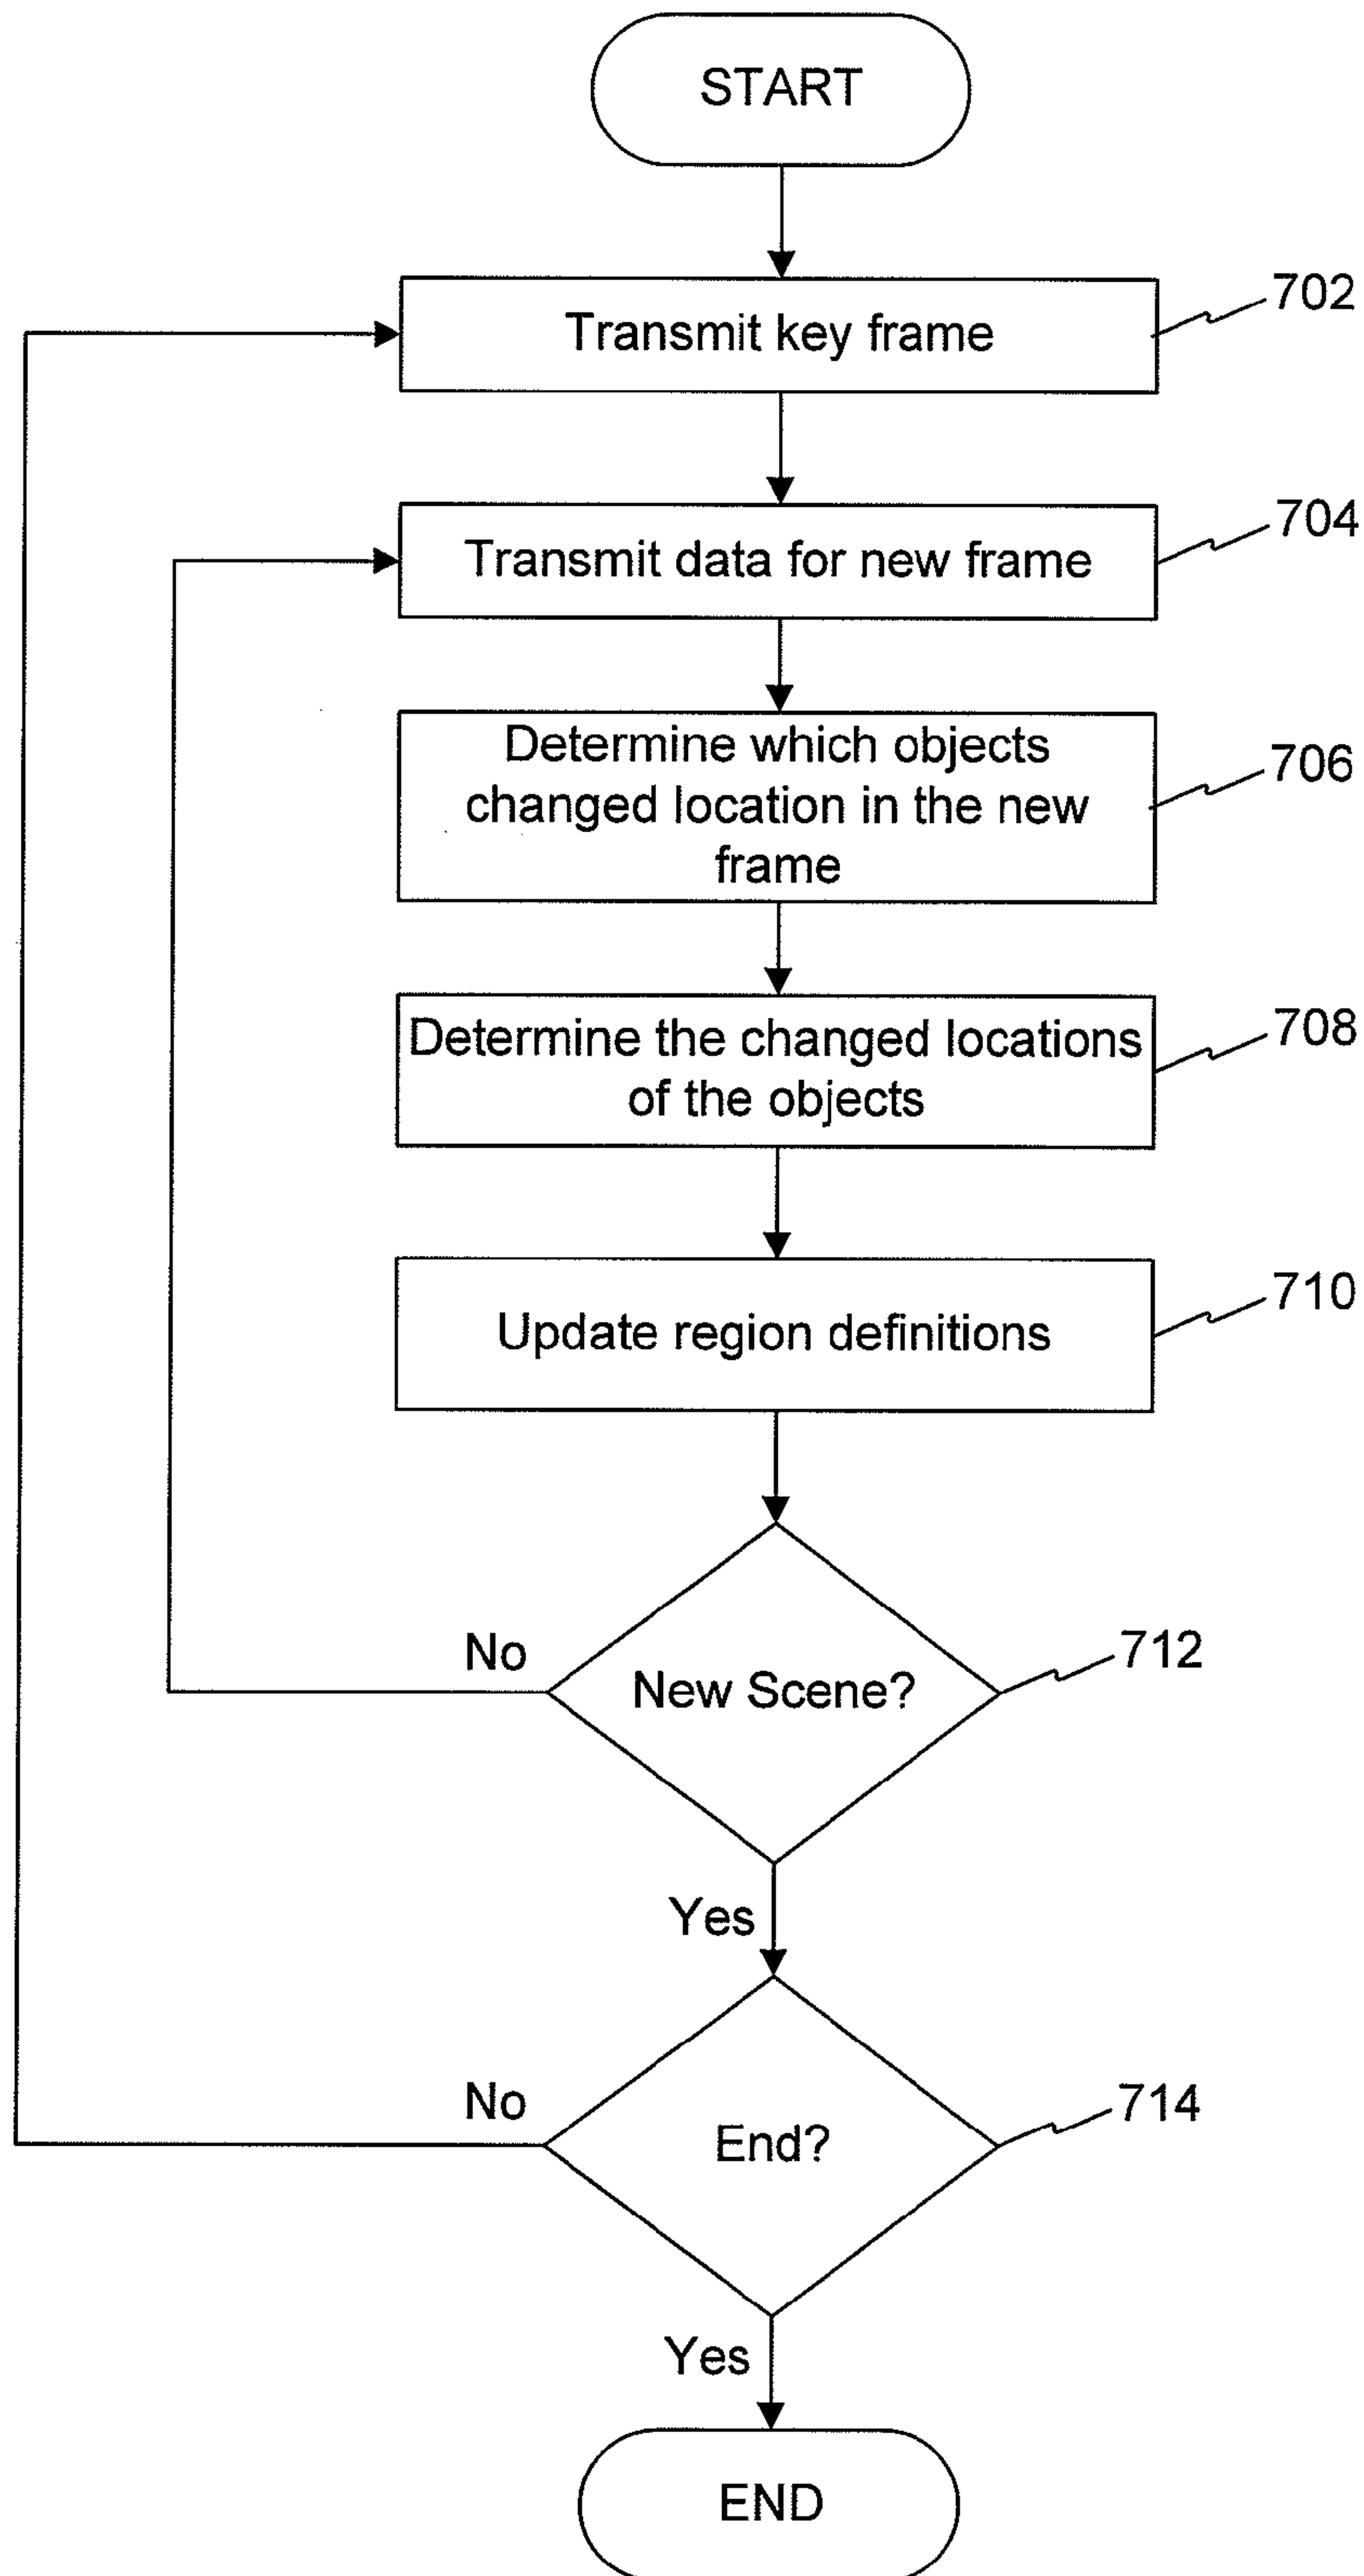 START
Transmit key frame
702
Transmit data for new frame
704
Determine which objects
changed location in the new
frame
706
Determine the changed locations
of the objects
708
Update region definitions
710
New Scene?
712
No
Yes
End?
714
No
Yes
END